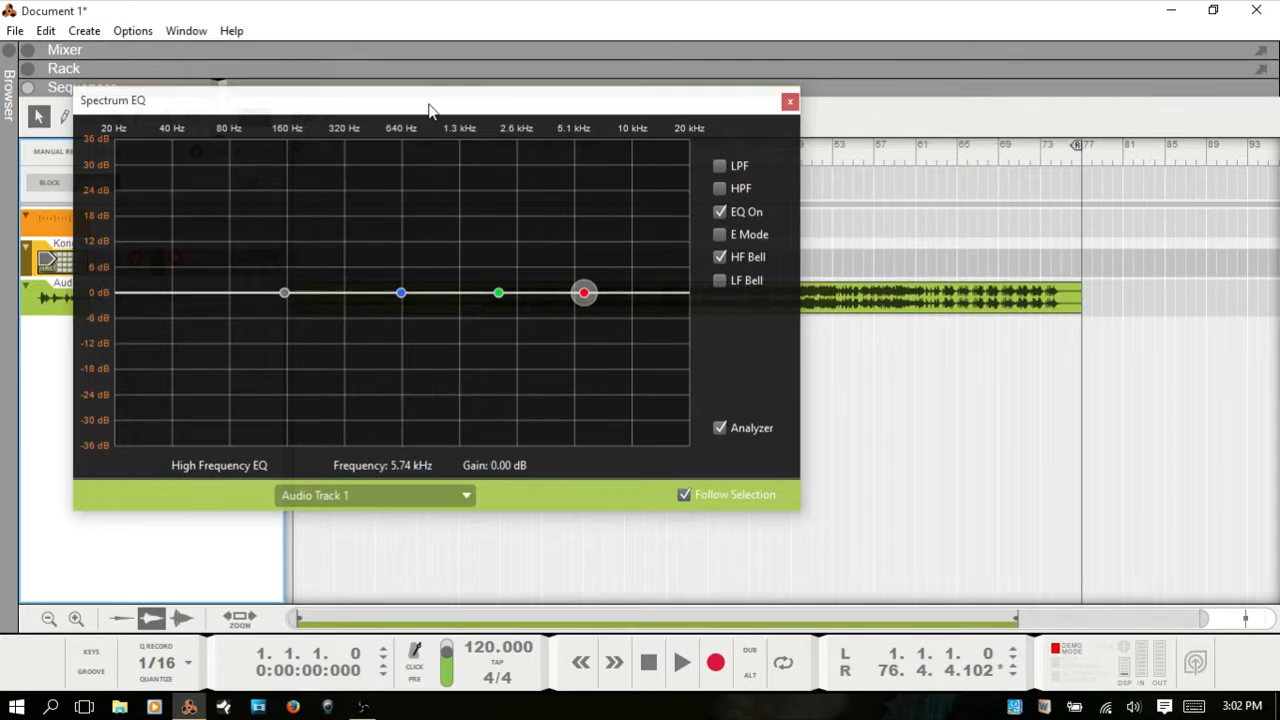 Document 1*
File Edit Create Options Window Help
Mixer
Rack
Browser
Spectrum EQ
20 Hz 40 Hz 80 Hz 160 Hz 320 Hz 640 Hz 1.3 kHz 2.6 kHz 5.1 kHz 10 kHz 20 kHz
36 dB
30 dB
24 dB
18 dB
12 dB
6 dB
0 dB
-6 dB
-12 dB
-18 dB
-24 dB
-30 dB
-36 dB
LPF
HPF
EQ On
E Mode
HF Bell
LF Bell
Analyzer
High Frequency EQ Frequency: 5.74 kHz Gain: 0.00 dB
Audio Track 1 Follow Selection
MANUAL
BLOCK
53 57 61 65 69 73 R 77 81 85 89 93
ZOOM
KEYS
GROOVE
Q RECORD
1/16
QUANTIZE
1. 1. 1. 0
0:00:00:000
CLICK
PRE
120.000
TAP
4/4
DUB
ALT
L 1. 1. 1. 0
R 76. 4. 4.102 *
DEMO
MODE
DSP IN OUT
3:02 PM